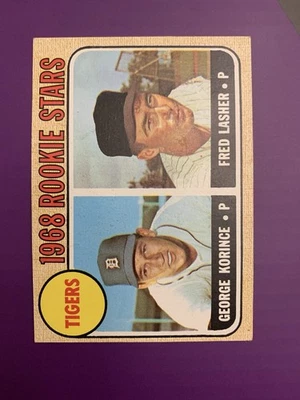 1968 ROOKIE STARS
TIGERS
GEORGE KORINCE • P
FRED LASHER • P
D